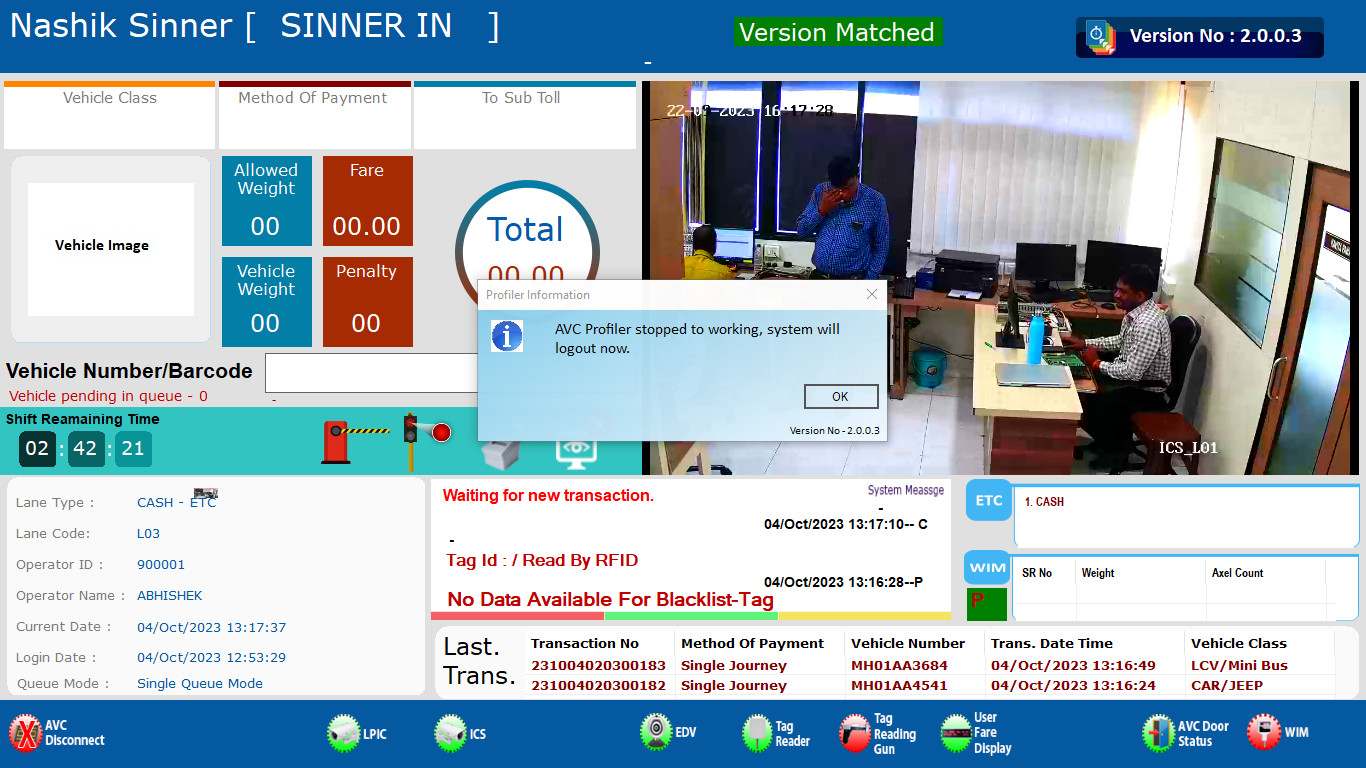 Nashik Sinner [ SINNER IN ]
Version Matched
-
Version No : 2.0.0.3
Vehicle Class
Method Of Payment
To Sub Toll
22-09-2023 16:17:28
Vehicle Image
Allowed
Weight
00
Fare
00.00
Vehicle
Weight
00
Penalty
00
Total
00.00
Profiler Information
AVC Profiler stopped to working, system will
logout now.
OK
Version No - 2.0.0.3
ICS_L01
Vehicle Number/Barcode
Vehicle pending in queue - 0
-
Shift Reamaining Time
02 : 42 : 21
Lane Type : CASH - ETC
Lane Code: L03
Operator ID : 900001
Operator Name : ABHISHEK
Current Date : 04/Oct/2023 13:17:37
Login Date : 04/Oct/2023 12:53:29
Queue Mode : Single Queue Mode
Waiting for new transaction.
System Meassge
-
04/Oct/2023 13:17:10-- C
-
Tag Id : / Read By RFID
04/Oct/2023 13:16:28--P
No Data Available For Blacklist-Tag
ETC
1. CASH
WIM
P
SR No Weight Axel Count
Last.
Trans.
Transaction No Method Of Payment Vehicle Number Trans. Date Time Vehicle Class
231004020300183 Single Journey MH01AA3684 04/Oct/2023 13:16:49 LCV/Mini Bus
231004020300182 Single Journey MH01AA4541 04/Oct/2023 13:16:24 CAR/JEEP
AVC
Disconnect
LPIC
ICS
EDV
Tag
Reader
Tag
Reading
Gun
User
Fare
Display
AVC Door
Status
WIM